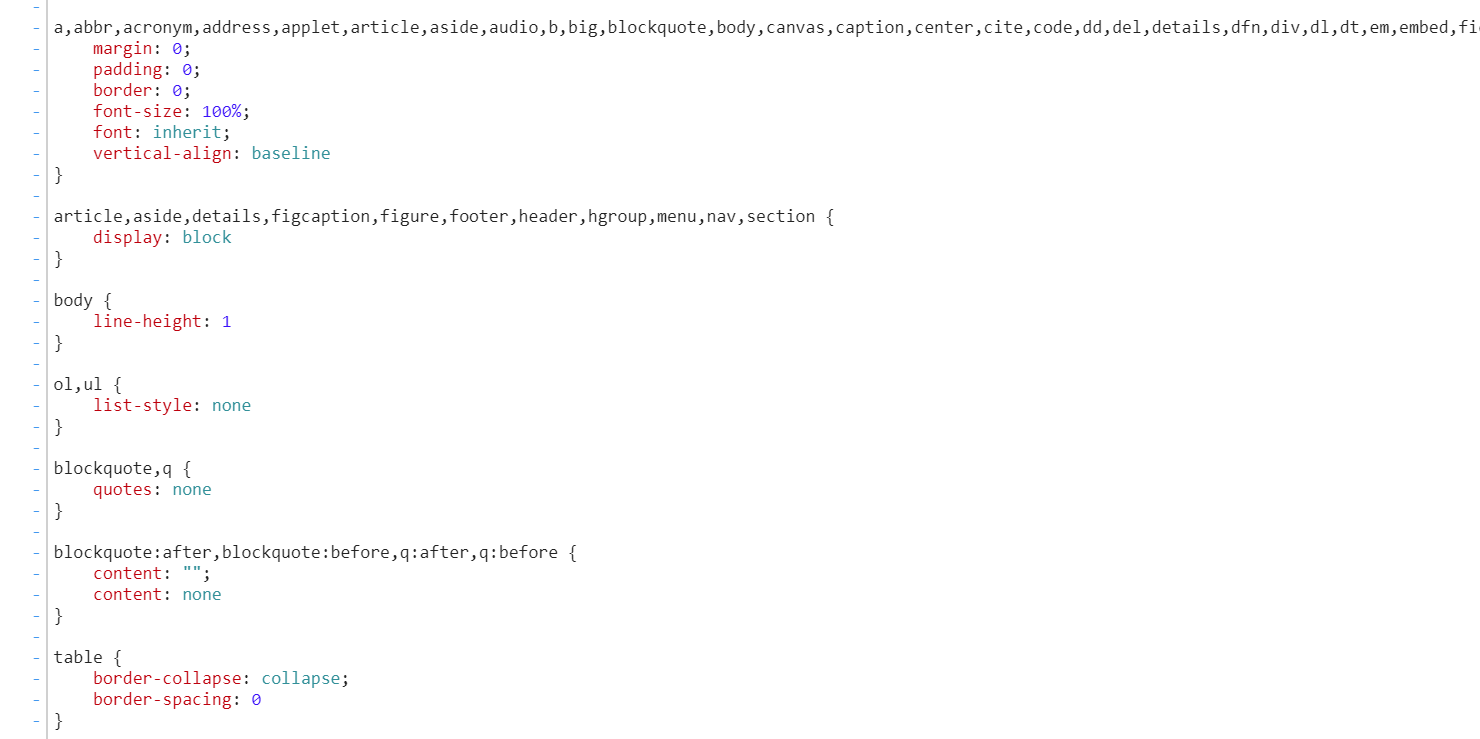 a,abbr,acronym,address,applet,article,aside,audio,b,big,blockquote,body,canvas,caption,center,cite,code,dd,del,details,dfn,div,dl,dt,em,embed,
    margin: 0;
    padding: 0;
    border: 0;
    font-size: 100%;
    font: inherit;
    vertical-align: baseline
}
article,aside,details,figcaption,figure,footer,header,hgroup,menu,nav,section {
    display: block
}
body {
    line-height: 1
}
ol,ul {
    list-style: none
}
blockquote,q {
    quotes: none
}
blockquote:after,blockquote:before,q:after,q:before {
    content: "";
    content: none
}
table {
    border-collapse: collapse;
    border-spacing: 0
}